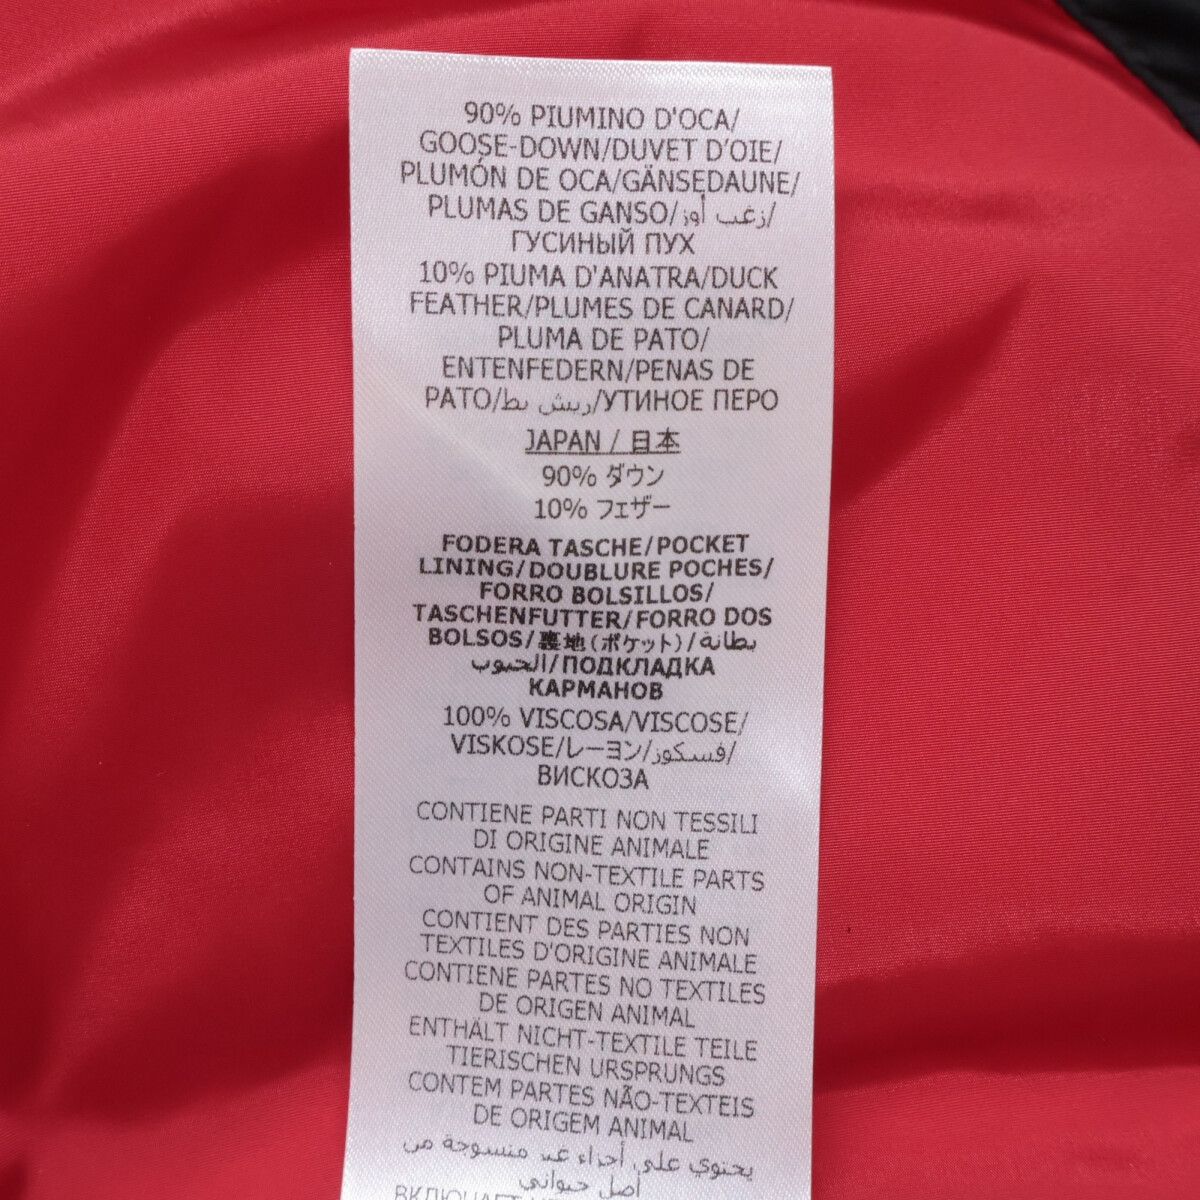 90% PIUMINO D'OCA/
GOOSE-DOWN/DUVET D'OIE/
PLUMÓN DE OCA/GÄNSEDAUNE/
PLUMAS DE GANSO/زغب أوز/
ГУСИНЫЙ ПУХ
10% PIUMA D'ANATRA/DUCK
FEATHER/PLUMES DE CANARD/
PLUMA DE PATO/
ENTENFEDERN/PENAS DE
PATO/ريش بط/УТИНОЕ ПЕРО
JAPAN / 日本
90% ダウン
10% フェザー
FODERA TASCHE/POCKET
LINING/DOUBLURE POCHES/
FORRO BOLSILLOS/
TASCHENFUTTER/FORRO DOS
BOLSOS/裏地(ポケット)/بطانة
الجيوب/ПОДКЛАДКА
КАРМАНОВ
100% VISCOSA/VISCOSE/
VISKOSE/レーヨン/فسكوز/
ВИСКОЗА
CONTIENE PARTI NON TESSILI
DI ORIGINE ANIMALE
CONTAINS NON-TEXTILE PARTS
OF ANIMAL ORIGIN
CONTIENT DES PARTIES NON
TEXTILES D'ORIGINE ANIMALE
CONTIENE PARTES NO TEXTILES
DE ORIGEN ANIMAL
ENTHÄLT NICHT-TEXTILE TEILE
TIERISCHEN URSPRUNGS
CONTEM PARTES NÃO-TEXTEIS
DE ORIGEM ANIMAL
يحتوي على أجزاء غير منسوجة من
أصل حيواني
ВКЛЮЧАЕТ